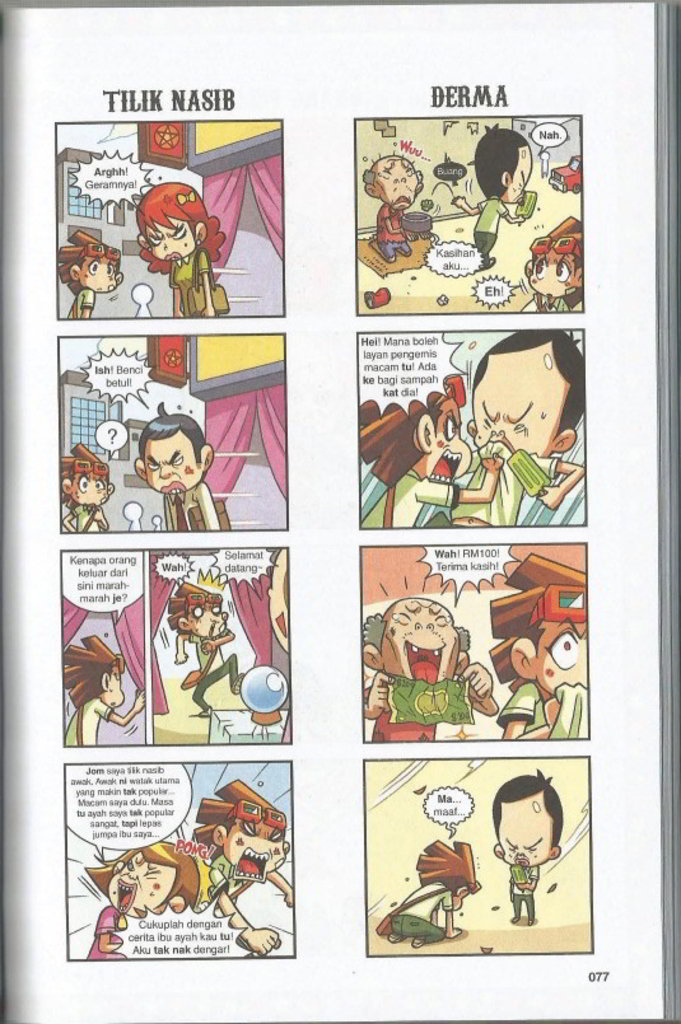 TILIK NASIB
Arghh!
Geramnya!
Ish! Benci
betul!
?
Kenapa orang
keluar dari
sini marah-
marah je?
Wah!
Selamat
datang~
Jom saya tilik nasib
awak. Awak ni watak utama
yang makin tak popular...
Macam saya dulu. Masa
tu ayah saya popular
sangat, tapi lepas
jumpa ibu saya...
PONG!
Cukuplah dengan
cerita ibu ayah kau tu!
Aku tak nak dengar!
DERMA
Wuu...
Buang
Nah.
Kasihan
aku...
Eh!
Hei! Mana boleh
layan pengemis
macam tu! Ada
ke bagi sampah
kat dia!
Wah! RM100!
Terima kasih!
Ma...
maaf...
077